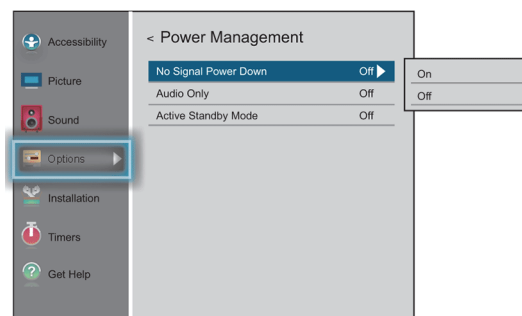 Accessibility
Picture
Sound
Options
Installation
Timers
Get Help
< Power Management
No Signal Power Down Off
Audio Only Off
Active Standby Mode Off
On
Off